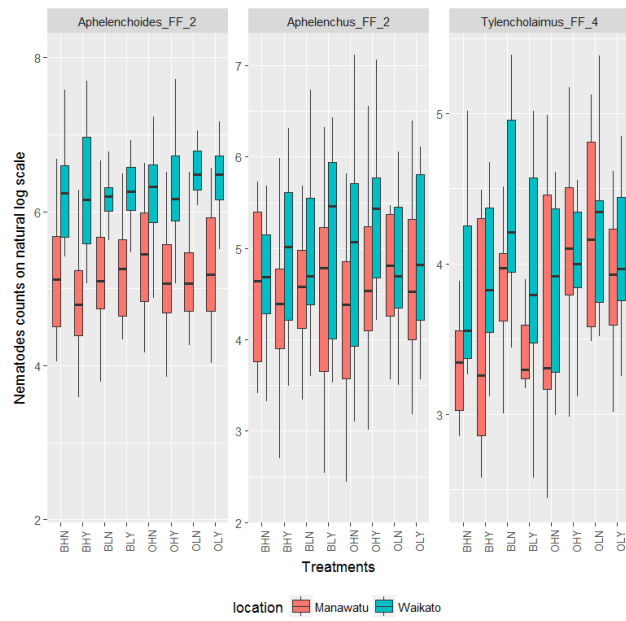 Aphelenchoides_FF_2
Aphelenchus_FF_2
Tylencholaimus_FF_4
Nematodes counts on natural log scale
8
6
4
2
7
6
5
4
3
2
5
4
3
BHN BHY BLN BLY OHN OHY OLN OLY
BHN BHY BLN BLY OHN OHY OLN OLY
BHN BHY BLN BLY OHN OHY OLN OLY
Treatments
location Manawatu Waikato